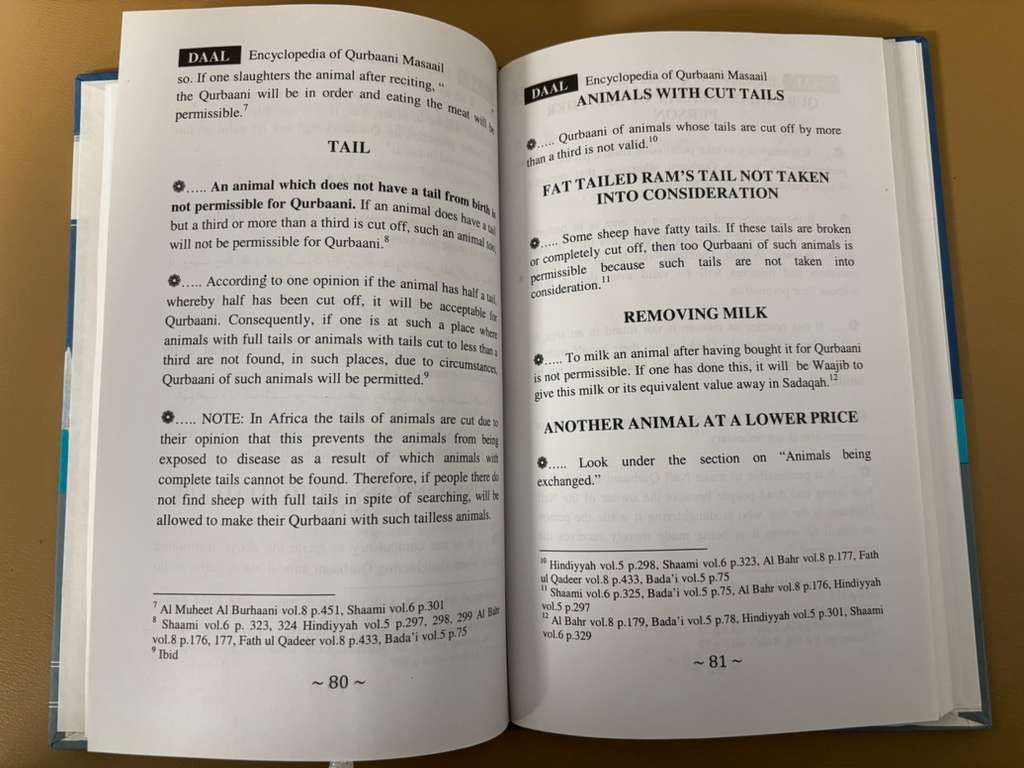 DAAL Encyclopedia of Qurbaani Masaail
so. If one slaughters the animal after reciting, “
the Qurbaani will be in order and eating the meat will be
permissible.7
TAIL
….. An animal which does not have a tail from birth is
not permissible for Qurbaani. If an animal does have a tail
but a third or more than a third is cut off, such an animal too,
will not be permissible for Qurbaani.8
….. According to one opinion if the animal has half a tail,
whereby half has been cut off, it will be acceptable for
Qurbaani. Consequently, if one is at such a place where
animals with full tails or animals with tails cut to less than a
third are not found, in such places, due to circumstances,
Qurbaani of such animals will be permitted.9
….. NOTE: In Africa the tails of animals are cut due to
their opinion that this prevents the animals from being
exposed to disease as a result of which animals with
complete tails cannot be found. Therefore, if people there do
not find sheep with full tails in spite of searching, will be
allowed to make their Qurbaani with such tailless animals.
7 Al Muheet Al Burhaani vol.8 p.451, Shaami vol.6 p.301
8 Shaami vol.6 p. 323, 324 Hindiyyah vol.5 p.297, 298, 299 Al Bahr
vol.8 p.176, 177, Fath ul Qadeer vol.8 p.433, Bada’i vol.5 p.75
9 Ibid
~ 80 ~
DAAL Encyclopedia of Qurbaani Masaail
ANIMALS WITH CUT TAILS
….. Qurbaani of animals whose tails are cut off by more
than a third is not valid.10
FAT TAILED RAM’S TAIL NOT TAKEN
INTO CONSIDERATION
….. Some sheep have fatty tails. If these tails are broken
or completely cut off, then too Qurbaani of such animals is
permissible because such tails are not taken into
consideration.11
REMOVING MILK
….. To milk an animal after having bought it for Qurbaani
is not permissible. If one has done this, it will be Waajib to
give this milk or its equivalent value away in Sadaqah.12
ANOTHER ANIMAL AT A LOWER PRICE
….. Look under the section on “Animals being
exchanged.”
10 Hindiyyah vol.5 p.298, Shaami vol.6 p.323, Al Bahr vol.8 p.177, Fath
ul Qadeer vol.8 p.433, Bada’i vol.5 p.75
11 Shaami vol.6 p.325, Bada’i vol.5 p.75, Al Bahr vol.8 p.176, Hindiyyah
vol.5 p.297
12 Al Bahr vol.8 p.179, Bada’i vol.5 p.78, Hindiyyah vol.5 p.301, Shaami
vol.6 p.329
~ 81 ~